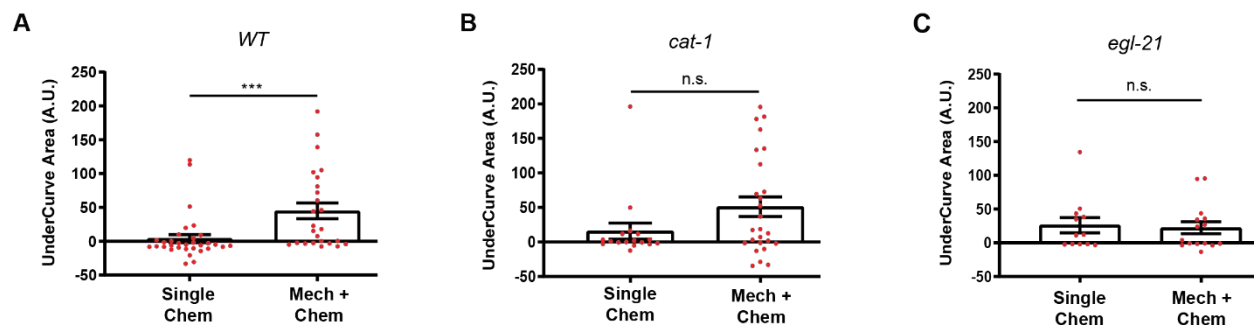 A
WT
UnderCurve Area (A.U.)
250
200
150
100
50
0
-50
***
Single
Chem
Mech +
Chem
B
cat-1
UnderCurve Area (A.U.)
250
200
150
100
50
0
-50
n.s.
Single
Chem
Mech +
Chem
C
egl-21
UnderCurve Area (A.U.)
250
200
150
100
50
0
-50
n.s.
Single
Chem
Mech +
Chem